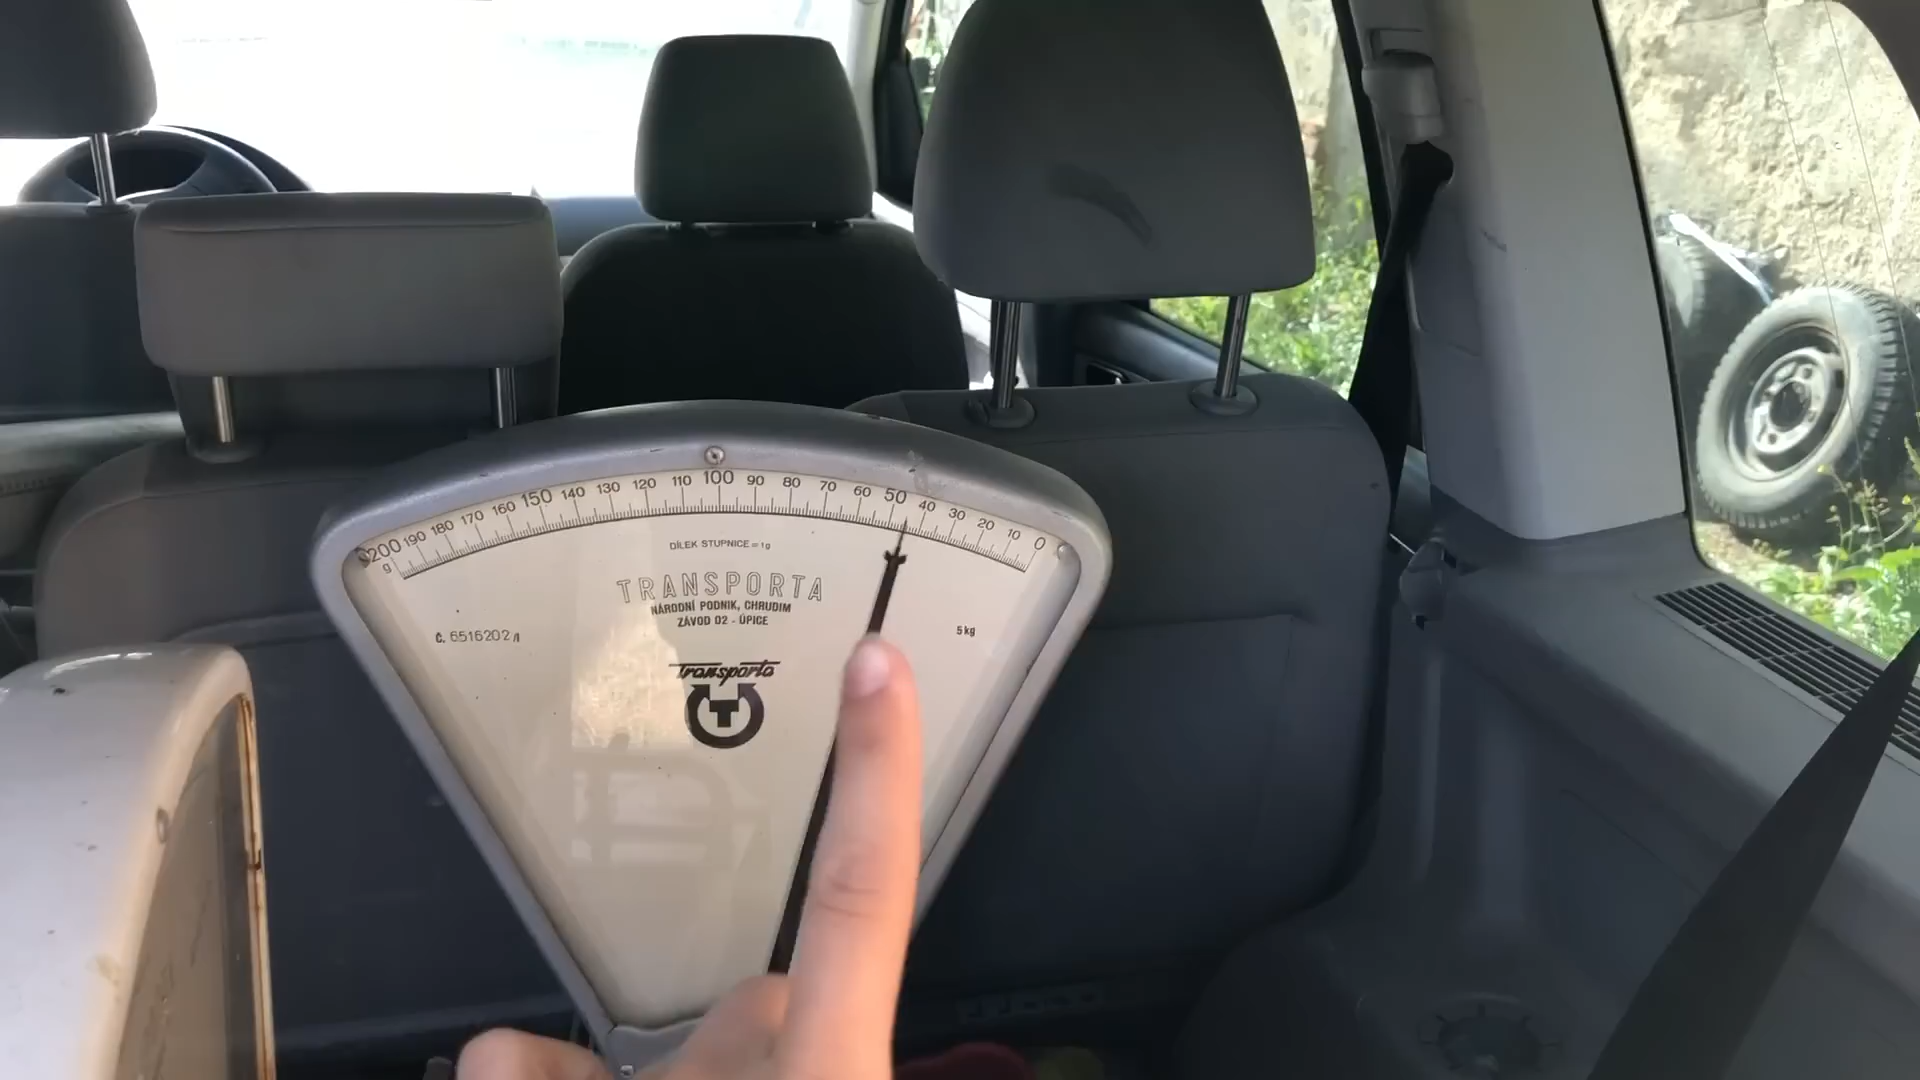 200 190 180 170 160 150 140 130 120 110 100 90 80 70 60 50 40 30 20 10 0
g
DÍLEK STUPNICE = 1g
TRANSPORTA
NÁRODNÍ PODNIK, CHRUDIM
ZÁVOD 02 - ÚPICE
Č. 6516202
5 kg
Transporta
T